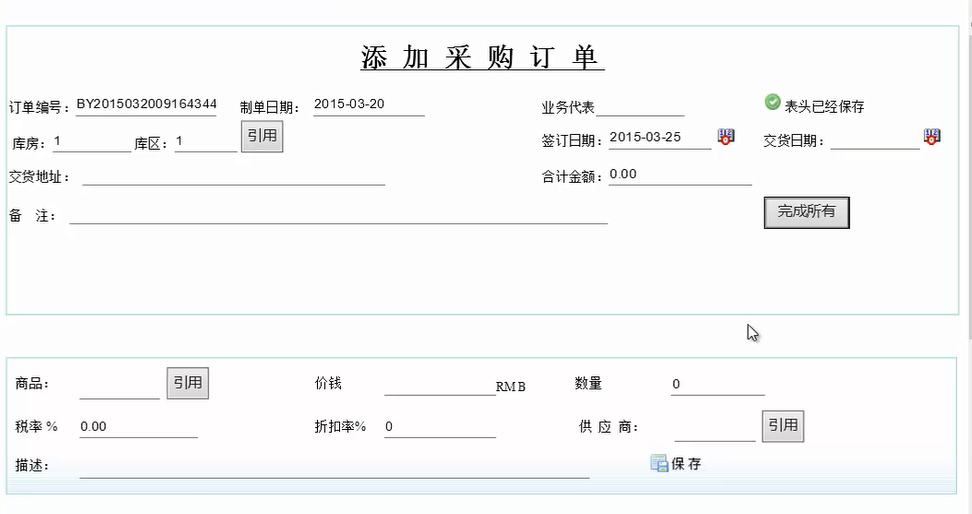 添 加 采 购 订 单
订单编号：BY2015032009164344 制单日期： 2015-03-20 业务代表 表头已经保存
库房：1 库区：1 引用 签订日期：2015-03-25 交货日期：
交货地址： 合计金额：0.00
备 注： 完成所有
商品： 引用 价钱 RMB 数量 0
税率 % 0.00 折扣率% 0 供 应 商： 引用
描述： 保存